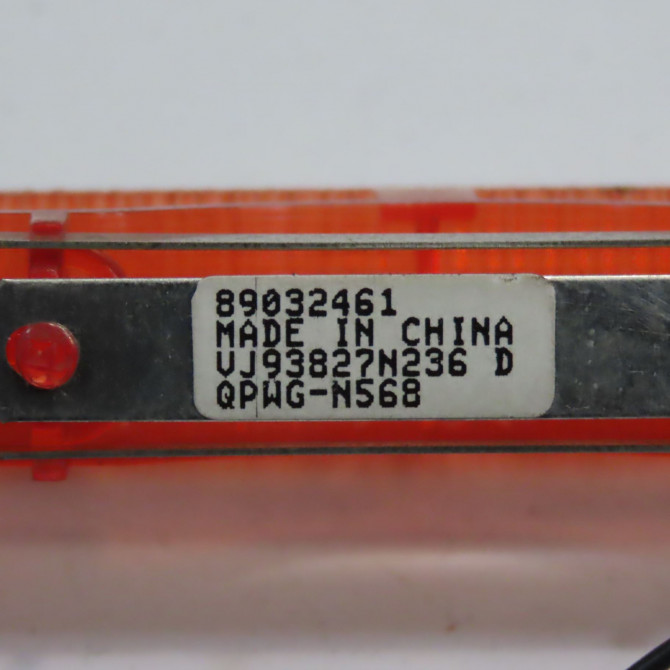 89032461
MADE IN CHINA
VJ93827N236 D
QPWG-N568